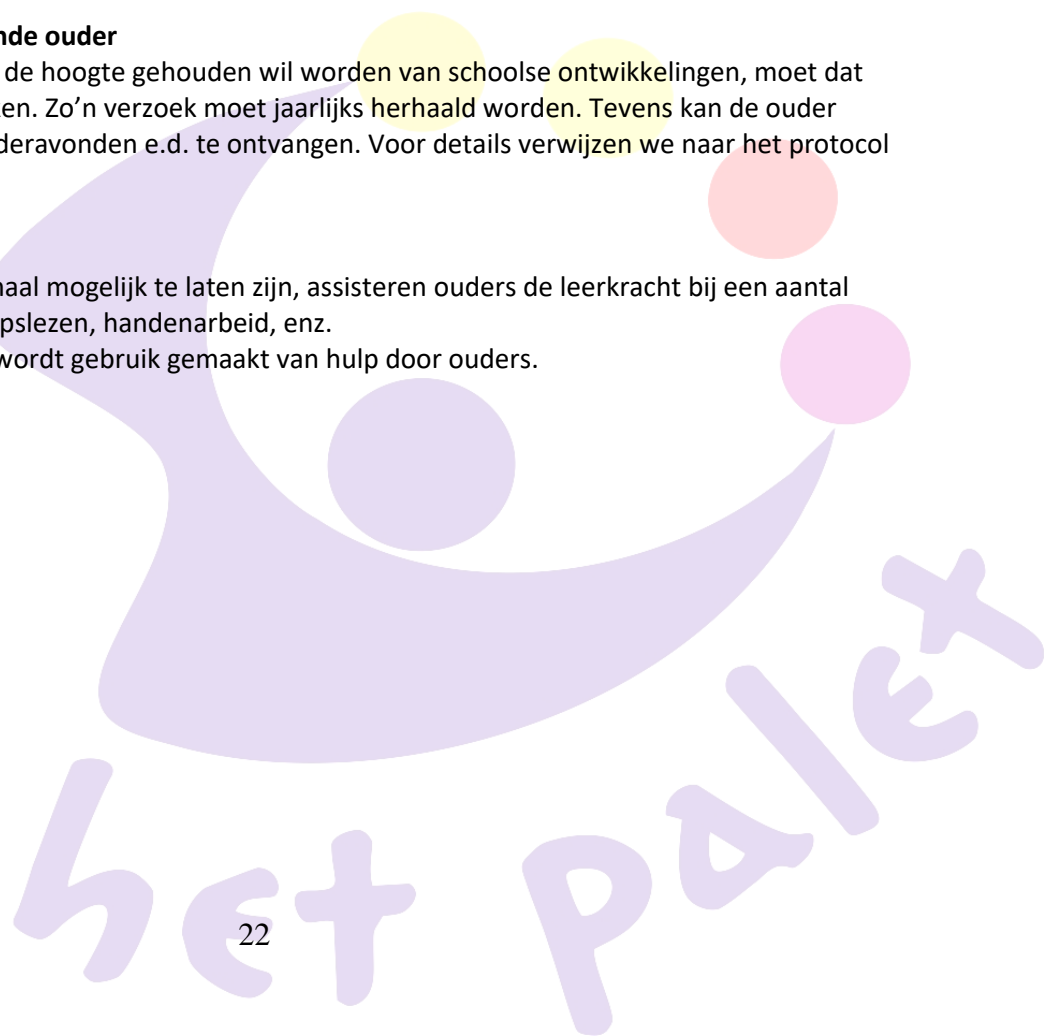 nde ouder
de hoogte gehouden wil worden van schoolse ontwikkelingen, moet dat
ken. Zo’n verzoek moet jaarlijks herhaald worden. Tevens kan de ouder
deravonden e.d. te ontvangen. Voor details verwijzen we naar het protocol
naal mogelijk te laten zijn, assisteren ouders de leerkracht bij een aantal
pslezen, handenarbeid, enz.
wordt gebruik gemaakt van hulp door ouders.
het palet
22